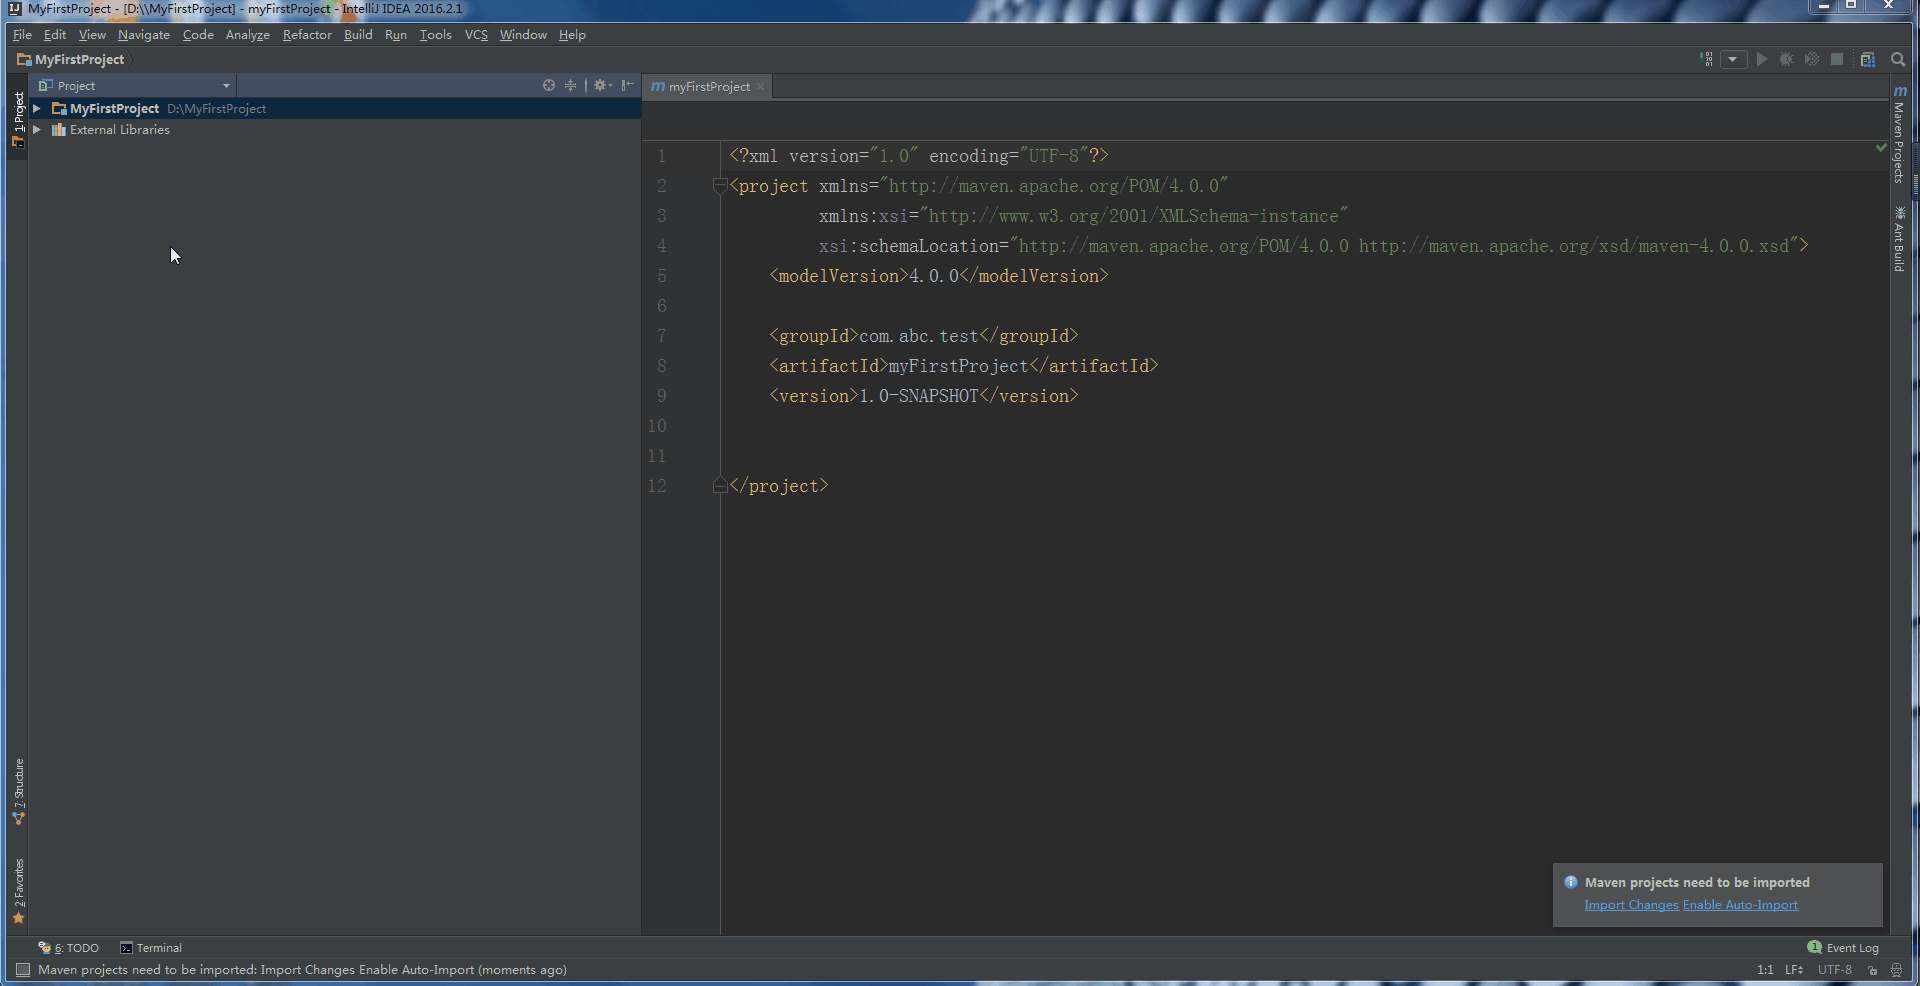 MyFirstProject - [D:\\MyFirstProject] - myFirstProject - IntelliJ IDEA 2016.2.1
File Edit View Navigate Code Analyze Refactor Build Run Tools VCS Window Help
MyFirstProject
Project
MyFirstProject D:\MyFirstProject
External Libraries
1: Project
7: Structure
2: Favorites
myFirstProject
1 <?xml version="1.0" encoding="UTF-8"?>
2 <project xmlns="http://maven.apache.org/POM/4.0.0"
3 xmlns:xsi="http://www.w3.org/2001/XMLSchema-instance"
4 xsi:schemaLocation="http://maven.apache.org/POM/4.0.0 http://maven.apache.org/xsd/maven-4.0.0.xsd">
5 <modelVersion>4.0.0</modelVersion>
6
7 <groupId>com.abc.test</groupId>
8 <artifactId>myFirstProject</artifactId>
9 <version>1.0-SNAPSHOT</version>
10
11
12 </project>
Maven Projects
Ant Build
Maven projects need to be imported
Import Changes Enable Auto-Import
6: TODO Terminal
1 Event Log
Maven projects need to be imported: Import Changes Enable Auto-Import (moments ago)
1:1 LF UTF-8